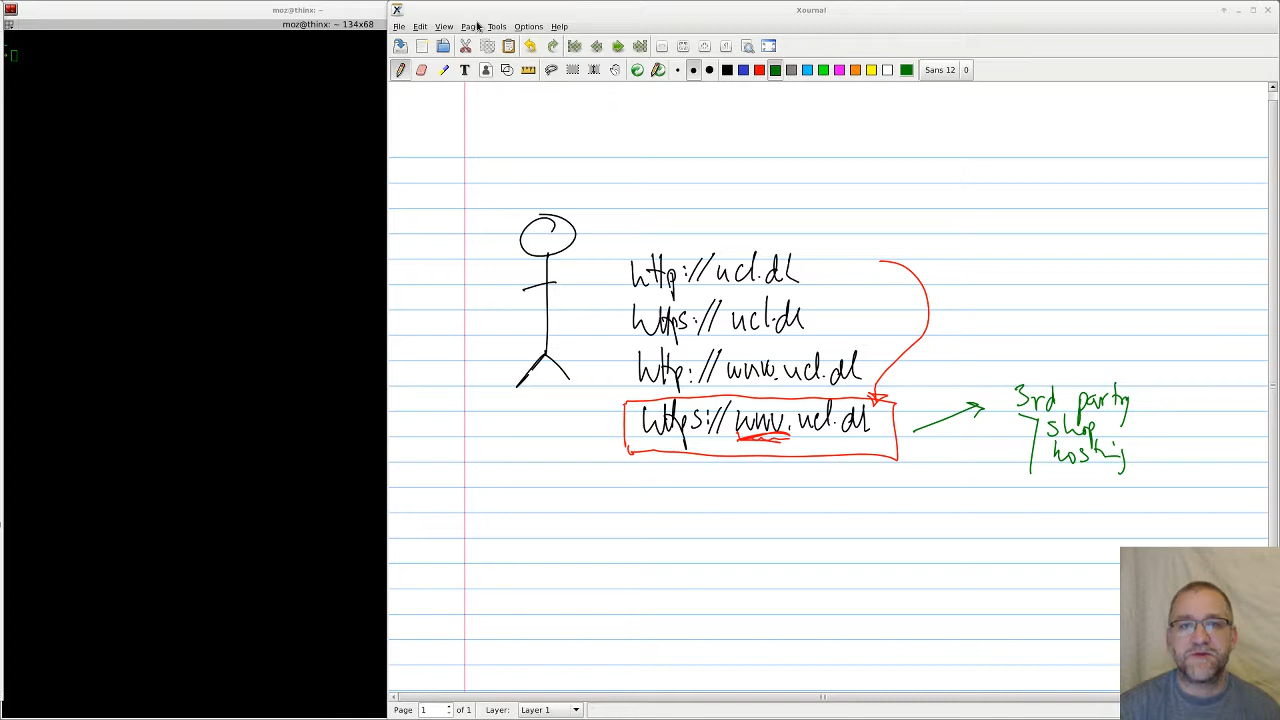 moz@thinx: ~
moz@thinx: ~ 134x68
Xournal
File Edit View Page Tools Options Help
Sans 12 0
http://ucl.dk
https://ucl.dk
http://www.ucl.dk
https://www.ucl.dk
3rd party
shop
hosting
Page 1 of 1 Layer: Layer 1